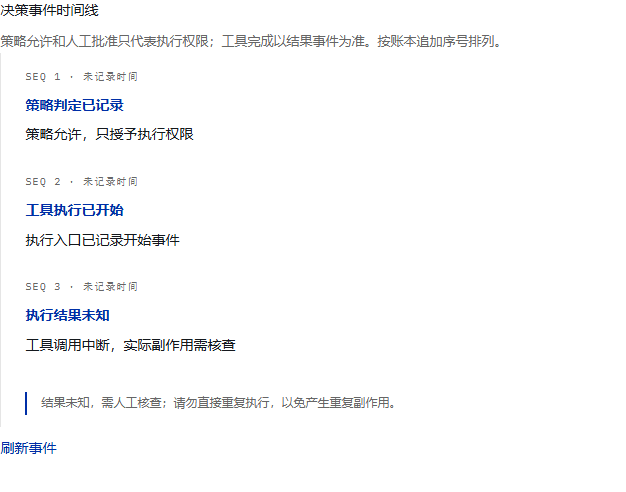 决策事件时间线
策略允许和人工批准只代表执行权限；工具完成以结果事件为准。按账本追加序号排列。
SEQ 1 · 未记录时间
策略判定已记录
策略允许，只授予执行权限
SEQ 2 · 未记录时间
工具执行已开始
执行入口已记录开始事件
SEQ 3 · 未记录时间
执行结果未知
工具调用中断，实际副作用需核查
结果未知，需人工核查；请勿直接重复执行，以免产生重复副作用。
刷新事件